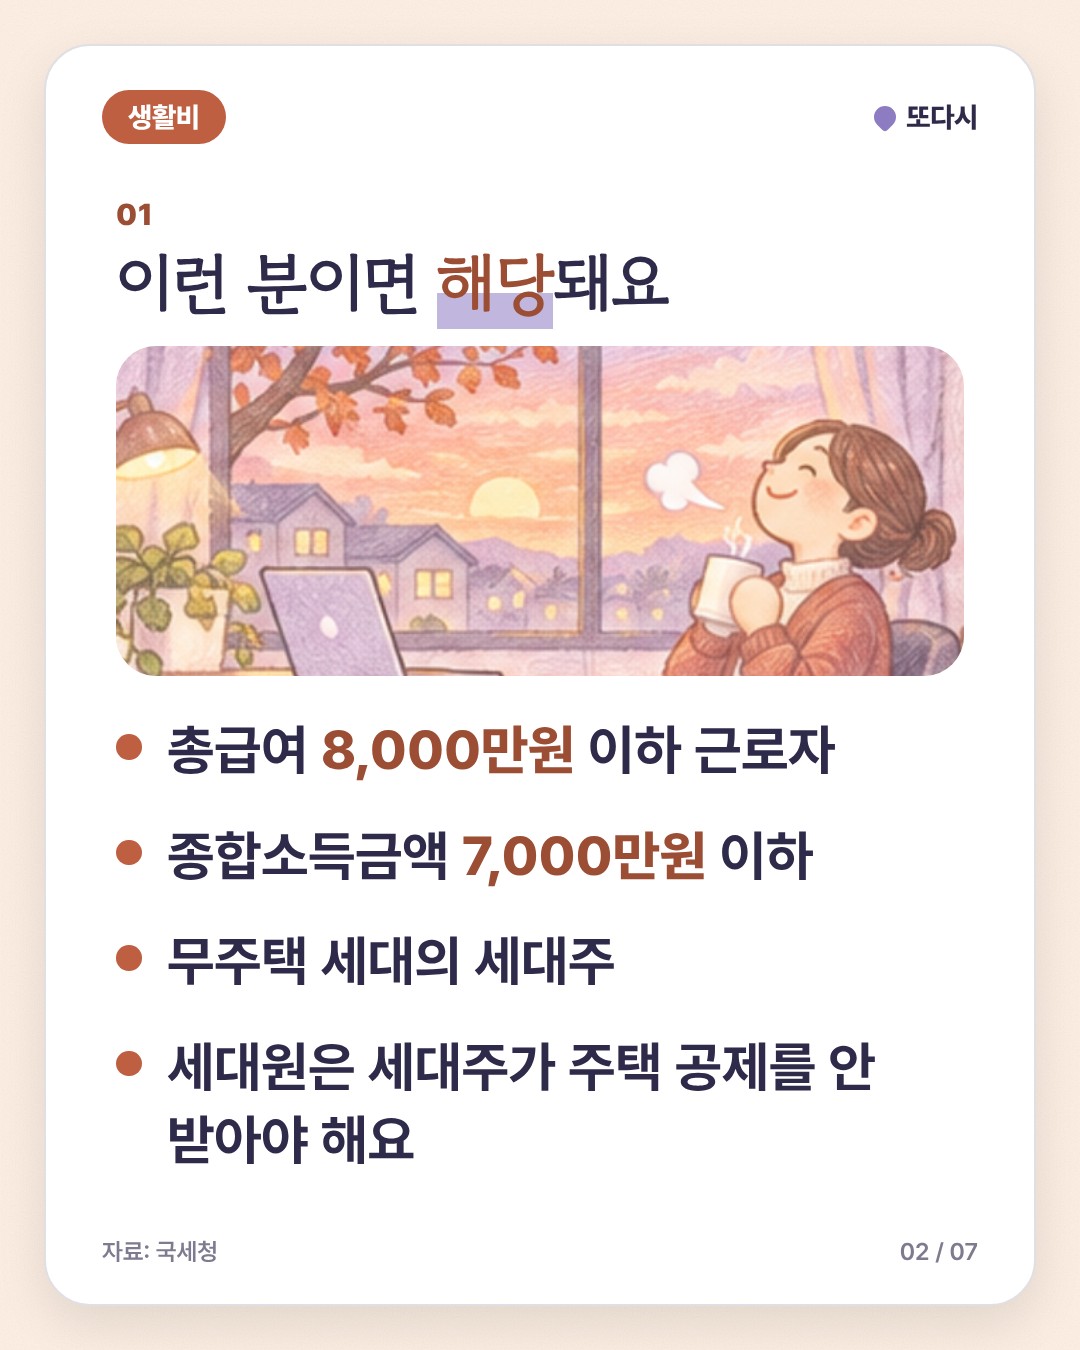 생활비
또다시
01
이런 분이면 해당돼요
총급여 8,000만원 이하 근로자
종합소득금액 7,000만원 이하
무주택 세대의 세대주
세대원은 세대주가 주택 공제를 안
받아야 해요
자료: 국세청
02 / 07